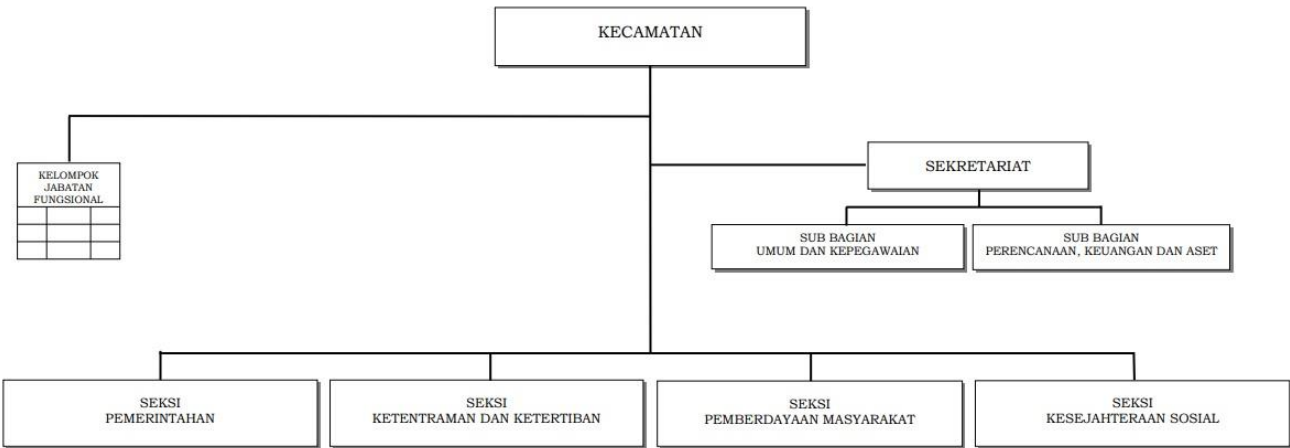 KECAMATAN
KELOMPOK
JABATAN
FUNGSIONAL
SEKRETARIAT
SUB BAGIAN
UMUM DAN KEPEGAWAIAN
SUB BAGIAN
PERENCANAAN, KEUANGAN DAN ASET
SEKSI
PEMERINTAHAN
SEKSI
KETENTRAMAN DAN KETERTIBAN
SEKSI
PEMBERDAYAAN MASYARAKAT
SEKSI
KESEJAHTERAAN SOSIAL